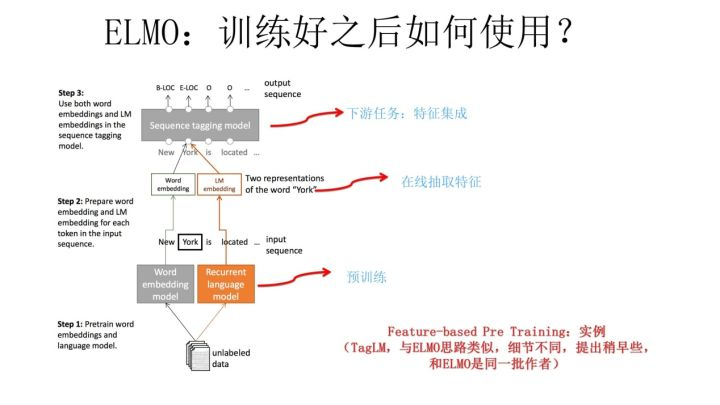 ELMO：训练好之后如何使用？
Step 3:
Use both word
embeddings and LM
embeddings in the
sequence tagging
model.
B-LOC E-LOC O O ...
output
sequence
Sequence tagging model
New York is located ...
下游任务：特征集成
Word
embedding
LM
embedding
Two representations
of the word “York”
在线抽取特征
Step 2: Prepare word
embedding and LM
embedding for each
token in the input
sequence.
New York is located ...
input
sequence
Word
embedding
model
Recurrent
language
model
预训练
Step 1: Pretrain word
embeddings and
language model.
unlabeled
data
Feature-based Pre Training：实例
（TagLM，与ELMO思路类似，细节不同，提出稍早些，
和ELMO是同一批作者）